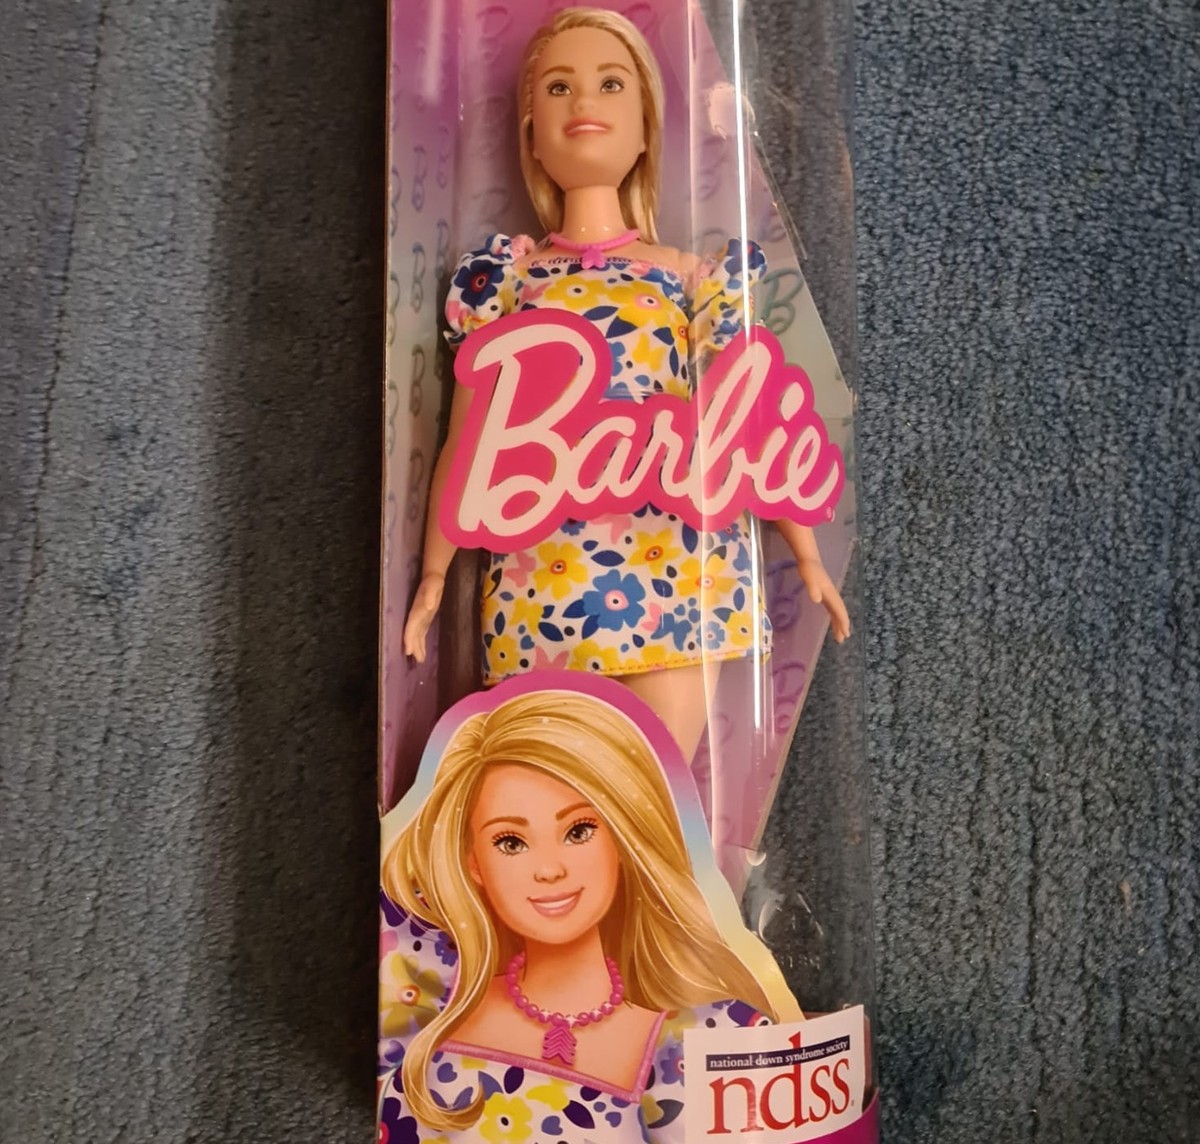 Barbie
national down syndrome society
ndss